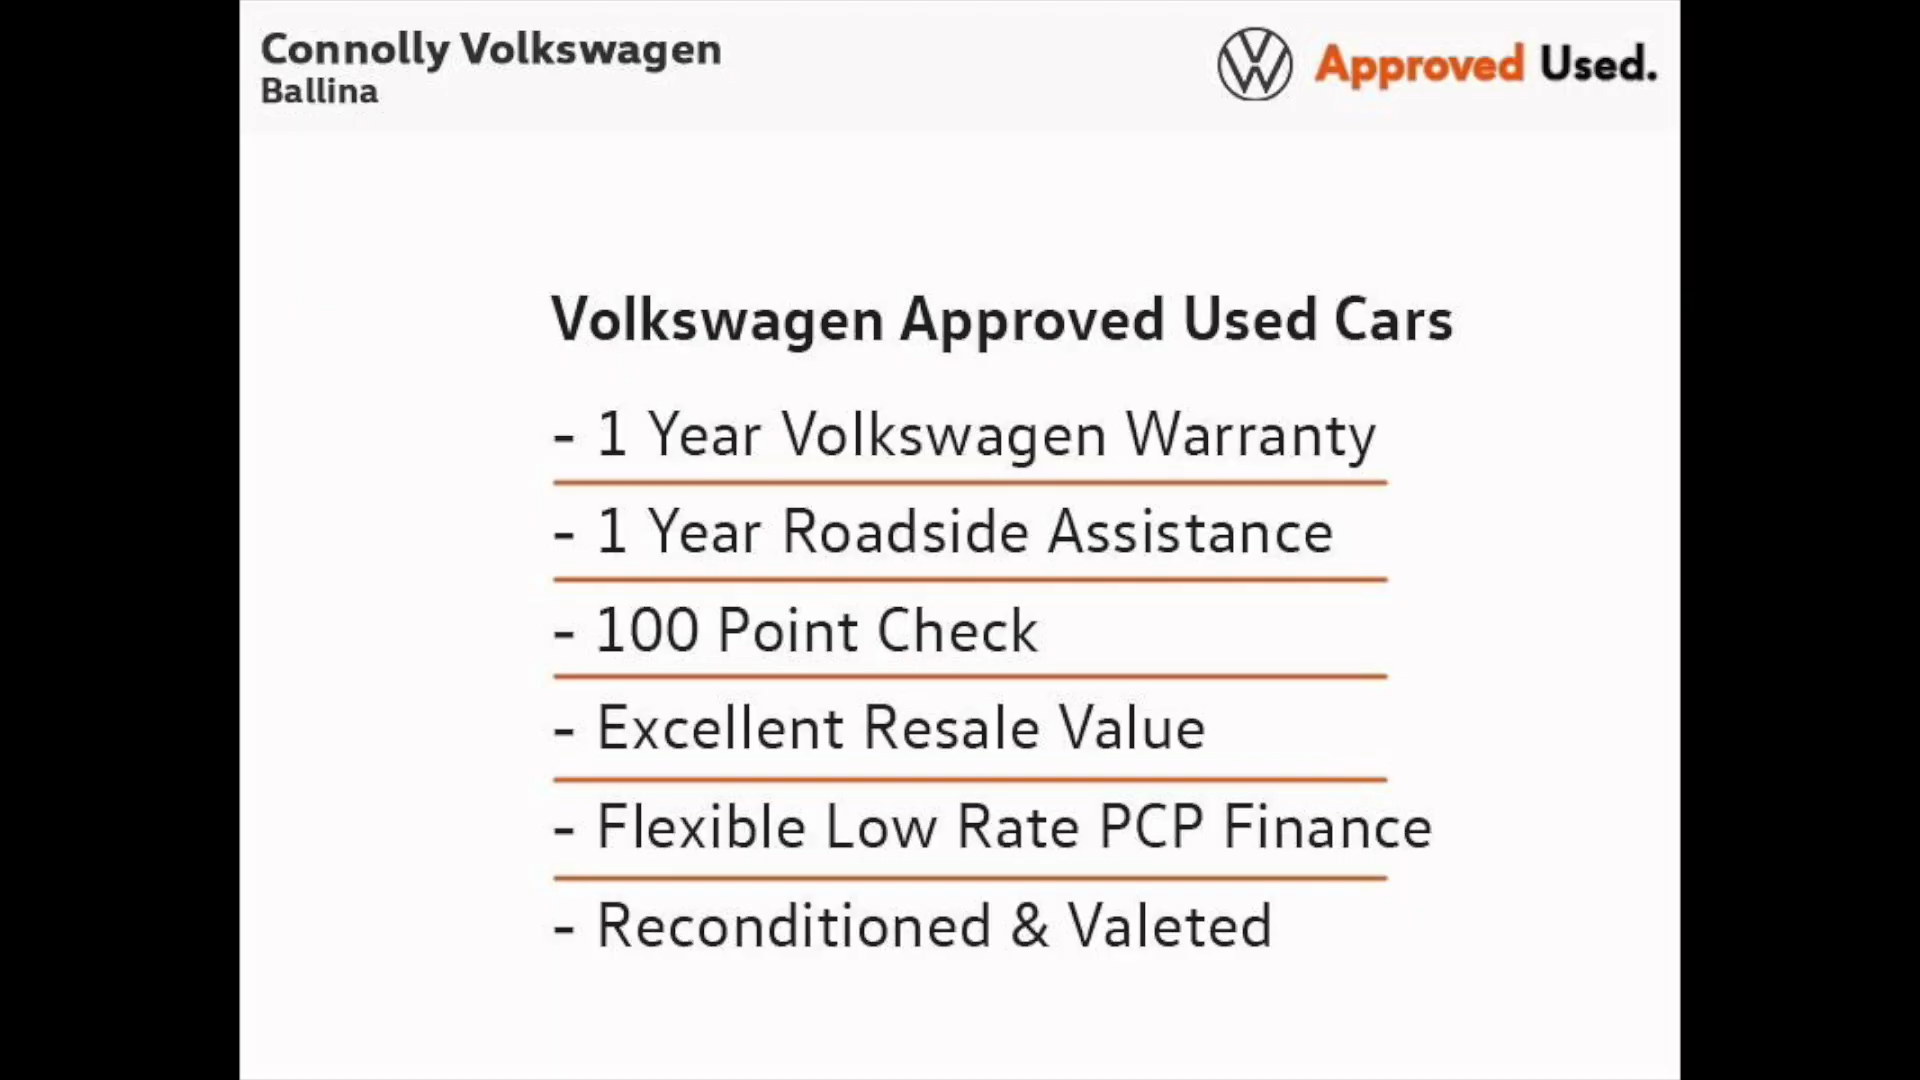 Connolly Volkswagen
Ballina
Approved Used.
Volkswagen Approved Used Cars
- 1 Year Volkswagen Warranty
- 1 Year Roadside Assistance
- 100 Point Check
- Excellent Resale Value
- Flexible Low Rate PCP Finance
- Reconditioned & Valeted